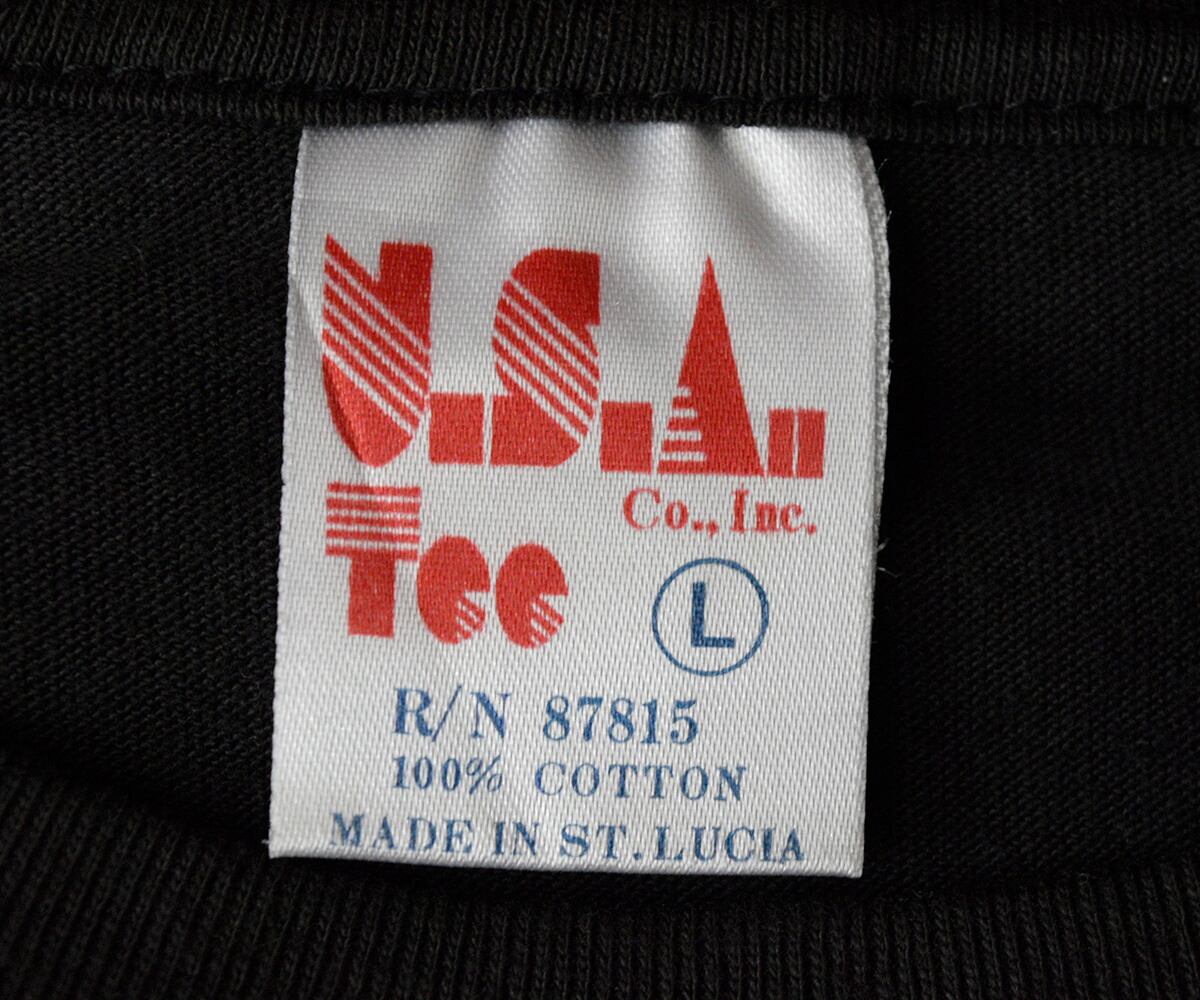 U.S.A.
Co., Inc.
Tee
L
R/N 87815
100% COTTON
MADE IN ST. LUCIA